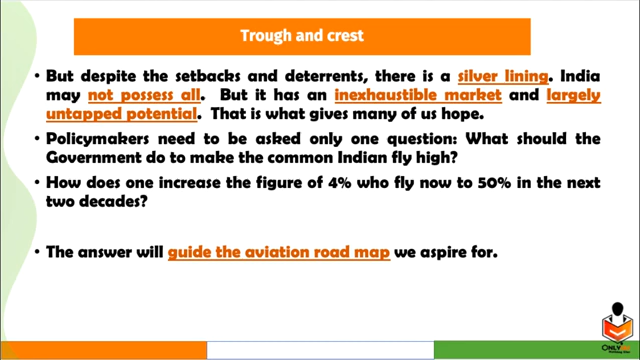 Trough and crest
• But despite the setbacks and deterrents, there is a silver lining. India
may not possess all. But it has an inexhaustible market and largely
untapped potential. That is what gives many of us hope.
• Policymakers need to be asked only one question: What should the
Government do to make the common Indian fly high?
• How does one increase the figure of 4% who fly now to 50% in the next
two decades?
• The answer will guide the aviation road map we aspire for.
ONLY